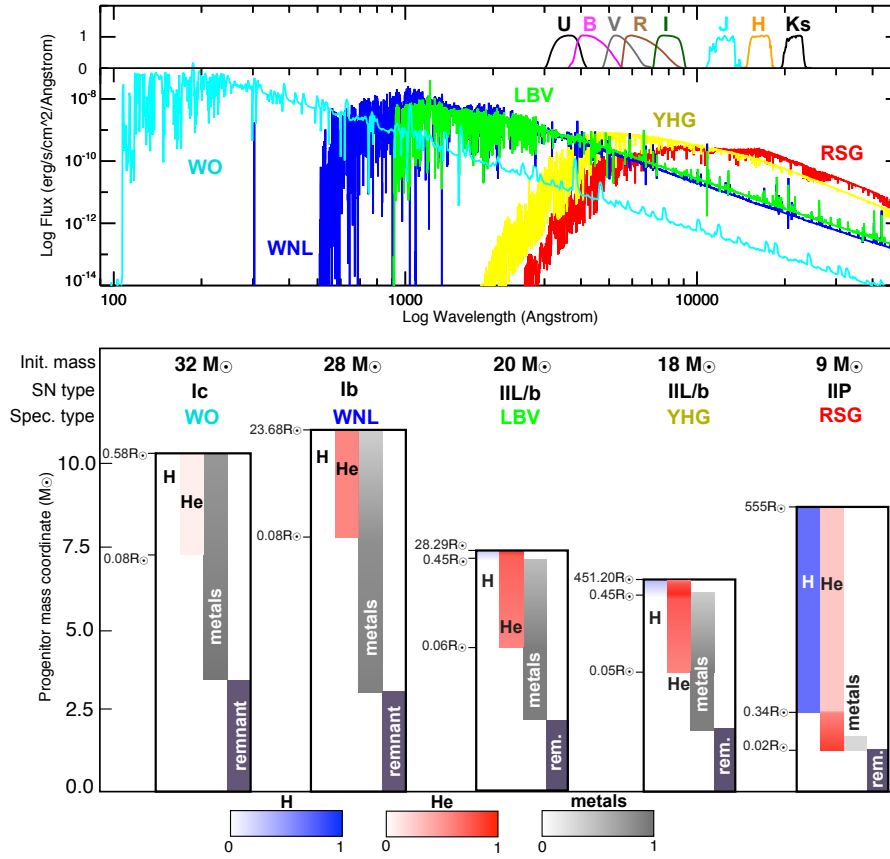 U B V R I J H Ks
1
0
Log Flux (erg/s/cm^2/Angstrom)
10-8
10-10
10-12
10-14
WO
WNL
LBV
YHG
RSG
100 1000 10000
Log Wavelength (Angstrom)
Init. mass 32 M☉ 28 M☉ 20 M☉ 18 M☉ 9 M☉
SN type Ic Ib IIL/b IIL/b IIP
Spec. type WO WNL LBV YHG RSG
Progenitor mass coordinate (M☉)
10.0
7.5
5.0
2.5
0.0
0.58R☉
0.08R☉
H
He
metals
remnant
23.68R☉
0.08R☉
H
He
metals
remnant
28.29R☉
0.45R☉
0.06R☉
H
He
metals
rem.
451.20R☉
0.45R☉
0.05R☉
H
He
metals
rem.
555R☉
0.34R☉
0.02R☉
H
He
metals
rem.
H He metals
0 1 0 1 0 1